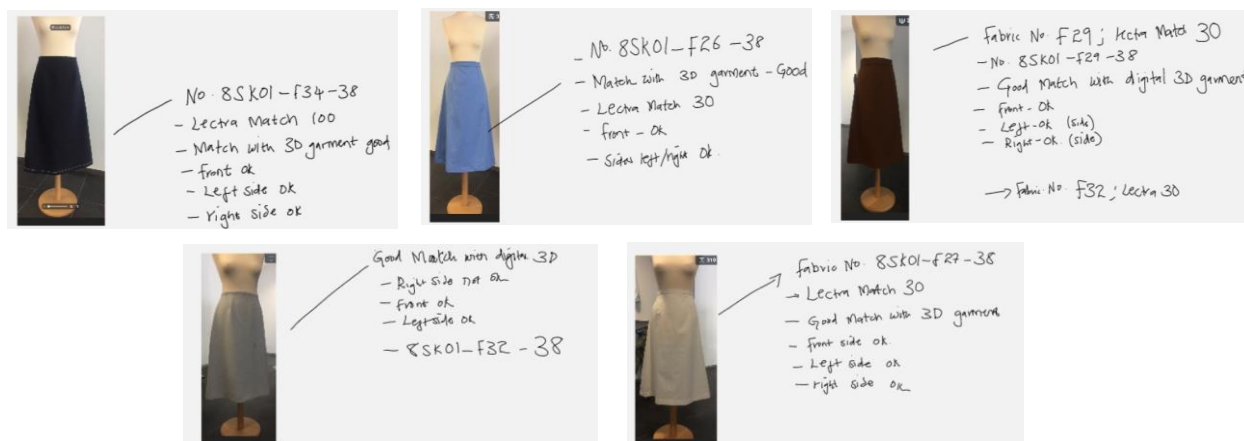 No. 8SK01-F34-38
- Lectra Match 100
- Match with 3D garment good
- front ok
- Left side ok
- right side ok
- No. 8SK01-F26-38
- Match with 3D garment - Good
- Lectra Match 30
- front - Ok
- Sides left/right Ok.
Fabric No. F29; Lectra Match 30
- No. 8SK01-F29-38
- Good Match with digital 3D garment
- Front - OK
- Left - OK (side)
- Right - OK. (side)
→ Fabric No. F32; Lectra 30
Good Match with digital 3D
- Right side not ok
- Front ok
- Left side ok
- 8SK01-F32-38
Fabric No. 8SK01-F27-38
→ Lectra Match 30
- Good Match with 3D garment
- front side ok.
- Left side ok
- right side ok